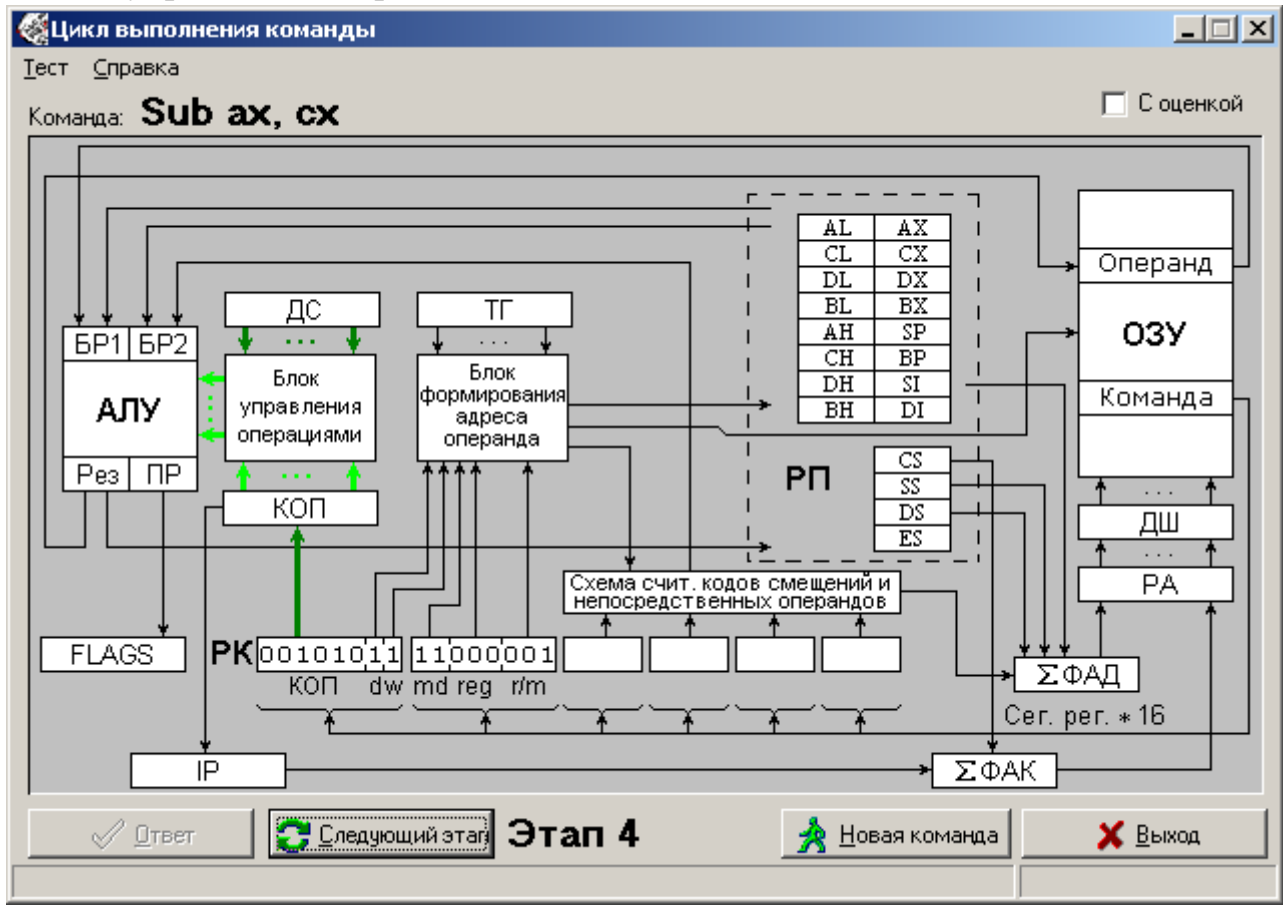 Цикл выполнения команды
Тест Справка
Команда: Sub ax, cx
С оценкой
AL AX
CL CX
DL DX
BL BX
AH SP
CH BP
DH SI
BH DI
Операнд
ОЗУ
Команда
ДС
ТГ
БР1 БР2
АЛУ
Рез ПР
Блок
управления
операциями
Блок
формирования
адреса
операнда
КОП
РП
CS
SS
DS
ES
. . .
ДШ
. . .
РА
Схема счит. кодов смещений и
непосредственных операндов
FLAGS
РК 00101011 11000001
КОП dw md reg r/m
ΣФАД
Сег. рег. * 16
IP
ΣФАК
Ответ
Следующий этап
Этап 4
Новая команда
Выход